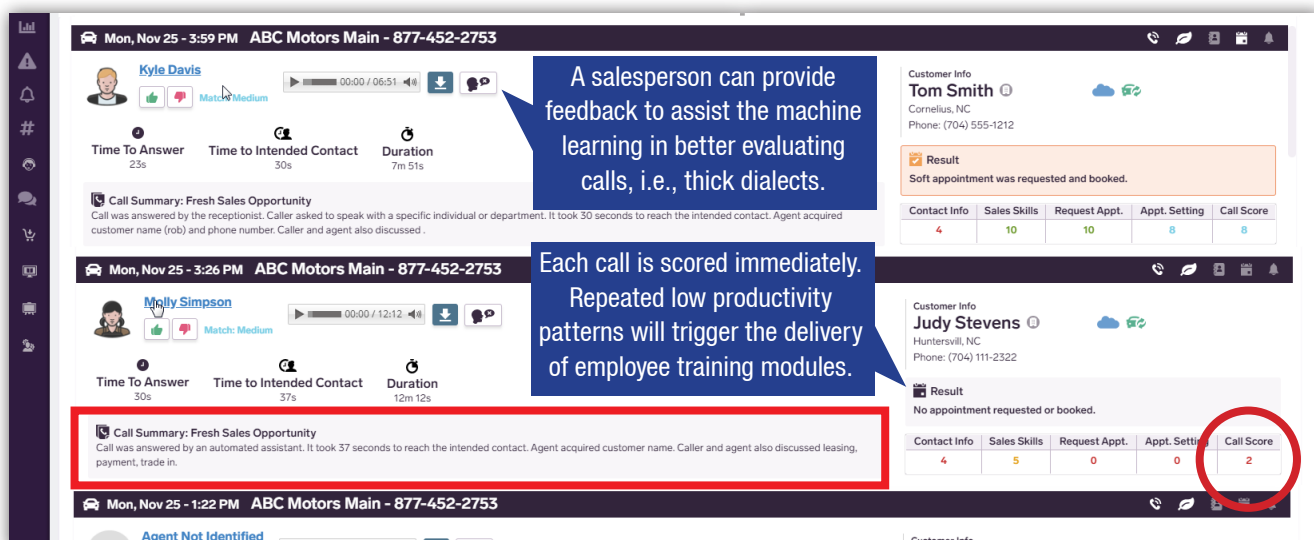 Mon, Nov 25 - 3:59 PM ABC Motors Main - 877-452-2753
Kyle Davis
00:00 / 06:51
Match: Medium
Time To Answer
23s
Time to Intended Contact
30s
Duration
7m 51s
Call Summary: Fresh Sales Opportunity
Call was answered by the receptionist. Caller asked to speak with a specific individual or department. It took 30 seconds to reach the intended contact. Agent acquired
customer name (rob) and phone number. Caller and agent also discussed .
A salesperson can provide
feedback to assist the machine
learning in better evaluating
calls, i.e., thick dialects.
Customer Info
Tom Smith
Cornelius, NC
Phone: (704) 555-1212
Result
Soft appointment was requested and booked.
Contact Info Sales Skills Request Appt. Appt. Setting Call Score
4 10 10 8 8
Mon, Nov 25 - 3:26 PM ABC Motors Main - 877-452-2753
Molly Simpson
00:00 / 12:12
Match: Medium
Time To Answer
30s
Time to Intended Contact
37s
Duration
12m 12s
Call Summary: Fresh Sales Opportunity
Call was answered by an automated assistant. It took 37 seconds to reach the intended contact. Agent acquired customer name. Caller and agent also discussed leasing,
payment, trade in.
Each call is scored immediately.
Repeated low productivity
patterns will trigger the delivery
of employee training modules.
Customer Info
Judy Stevens
Huntersvill, NC
Phone: (704) 111-2322
Result
No appointment requested or booked.
Contact Info Sales Skills Request Appt. Appt. Setting Call Score
4 5 0 0 2
Mon, Nov 25 - 1:22 PM ABC Motors Main - 877-452-2753
Agent Not Identified
Customer Info